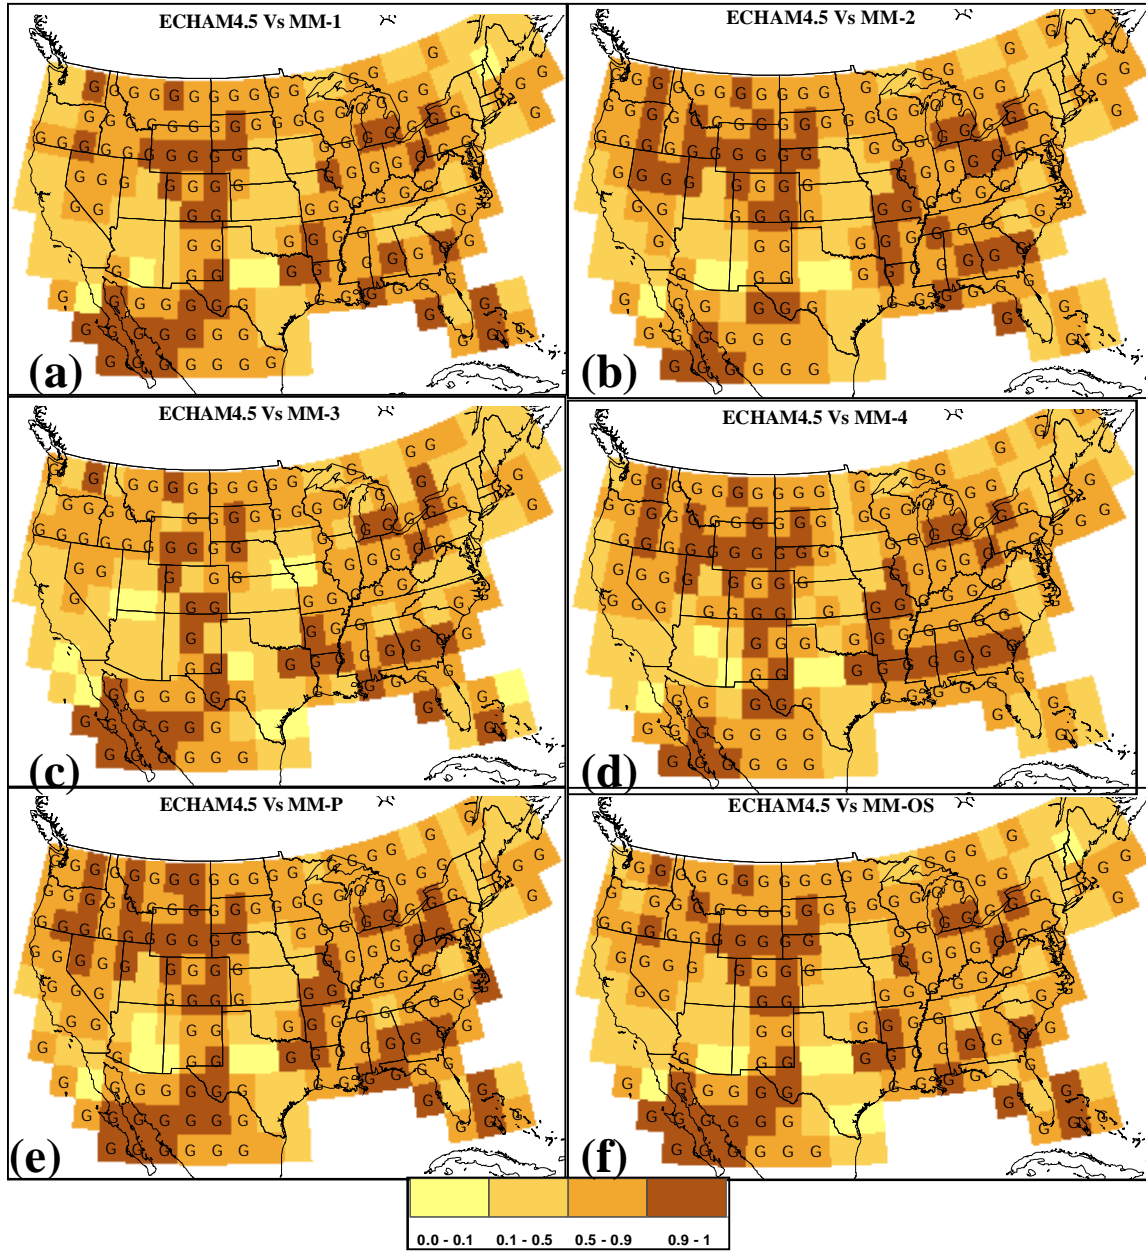 ECHAM4.5 Vs MM-1
(a)
ECHAM4.5 Vs MM-2
(b)
ECHAM4.5 Vs MM-3
(c)
ECHAM4.5 Vs MM-4
(d)
ECHAM4.5 Vs MM-P
(e)
ECHAM4.5 Vs MM-OS
(f)
0.0 - 0.1 0.1 - 0.5 0.5 - 0.9 0.9 - 1